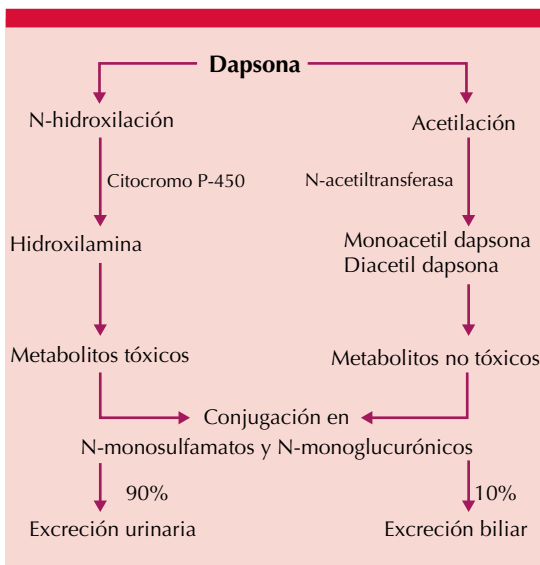 Dapsona
N-hidroxilación
Acetilación
Citocromo P-450
N-acetiltransferasa
Hidroxilamina
Monoacetil dapsona
Diacetil dapsona
Metabolitos tóxicos
Metabolitos no tóxicos
Conjugación en
N-monosulfamatos y N-monoglucurónicos
90%
10%
Excreción urinaria
Excreción biliar